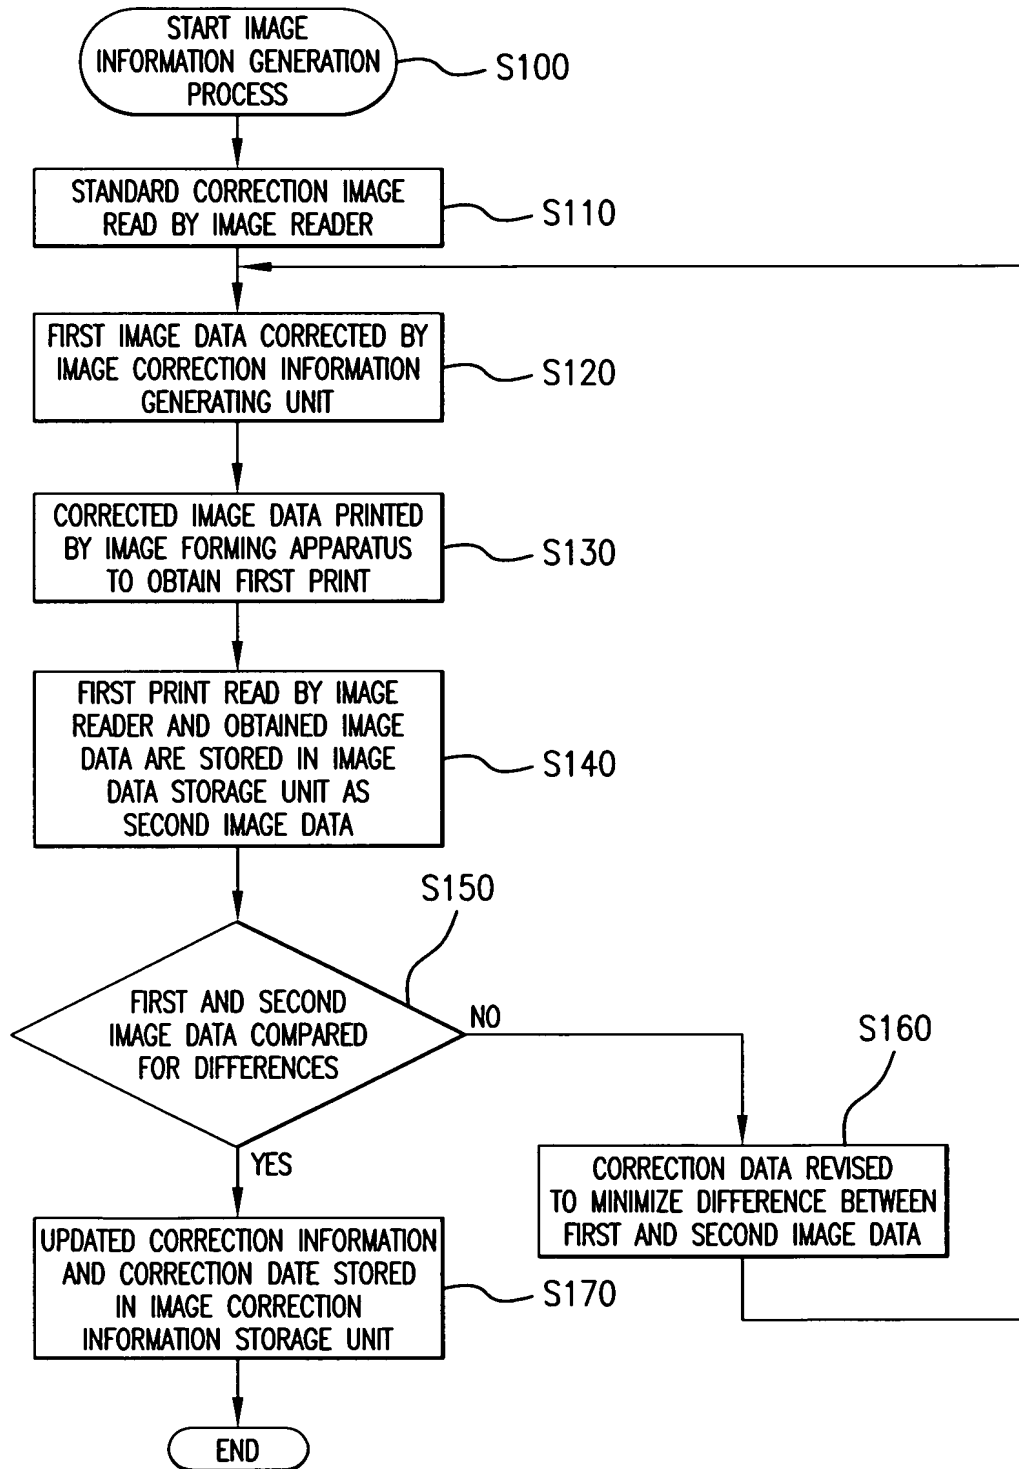 START IMAGE
INFORMATION GENERATION
PROCESS
S100
STANDARD CORRECTION IMAGE
READ BY IMAGE READER
S110
FIRST IMAGE DATA CORRECTED BY
IMAGE CORRECTION INFORMATION
GENERATING UNIT
S120
CORRECTED IMAGE DATA PRINTED
BY IMAGE FORMING APPARATUS
TO OBTAIN FIRST PRINT
S130
FIRST PRINT READ BY IMAGE
READER AND OBTAINED IMAGE
DATA ARE STORED IN IMAGE
DATA STORAGE UNIT AS
SECOND IMAGE DATA
S140
S150
FIRST AND SECOND
IMAGE DATA COMPARED
FOR DIFFERENCES
NO
YES
S160
CORRECTION DATA REVISED
TO MINIMIZE DIFFERENCE BETWEEN
FIRST AND SECOND IMAGE DATA
UPDATED CORRECTION INFORMATION
AND CORRECTION DATE STORED
IN IMAGE CORRECTION
INFORMATION STORAGE UNIT
S170
END